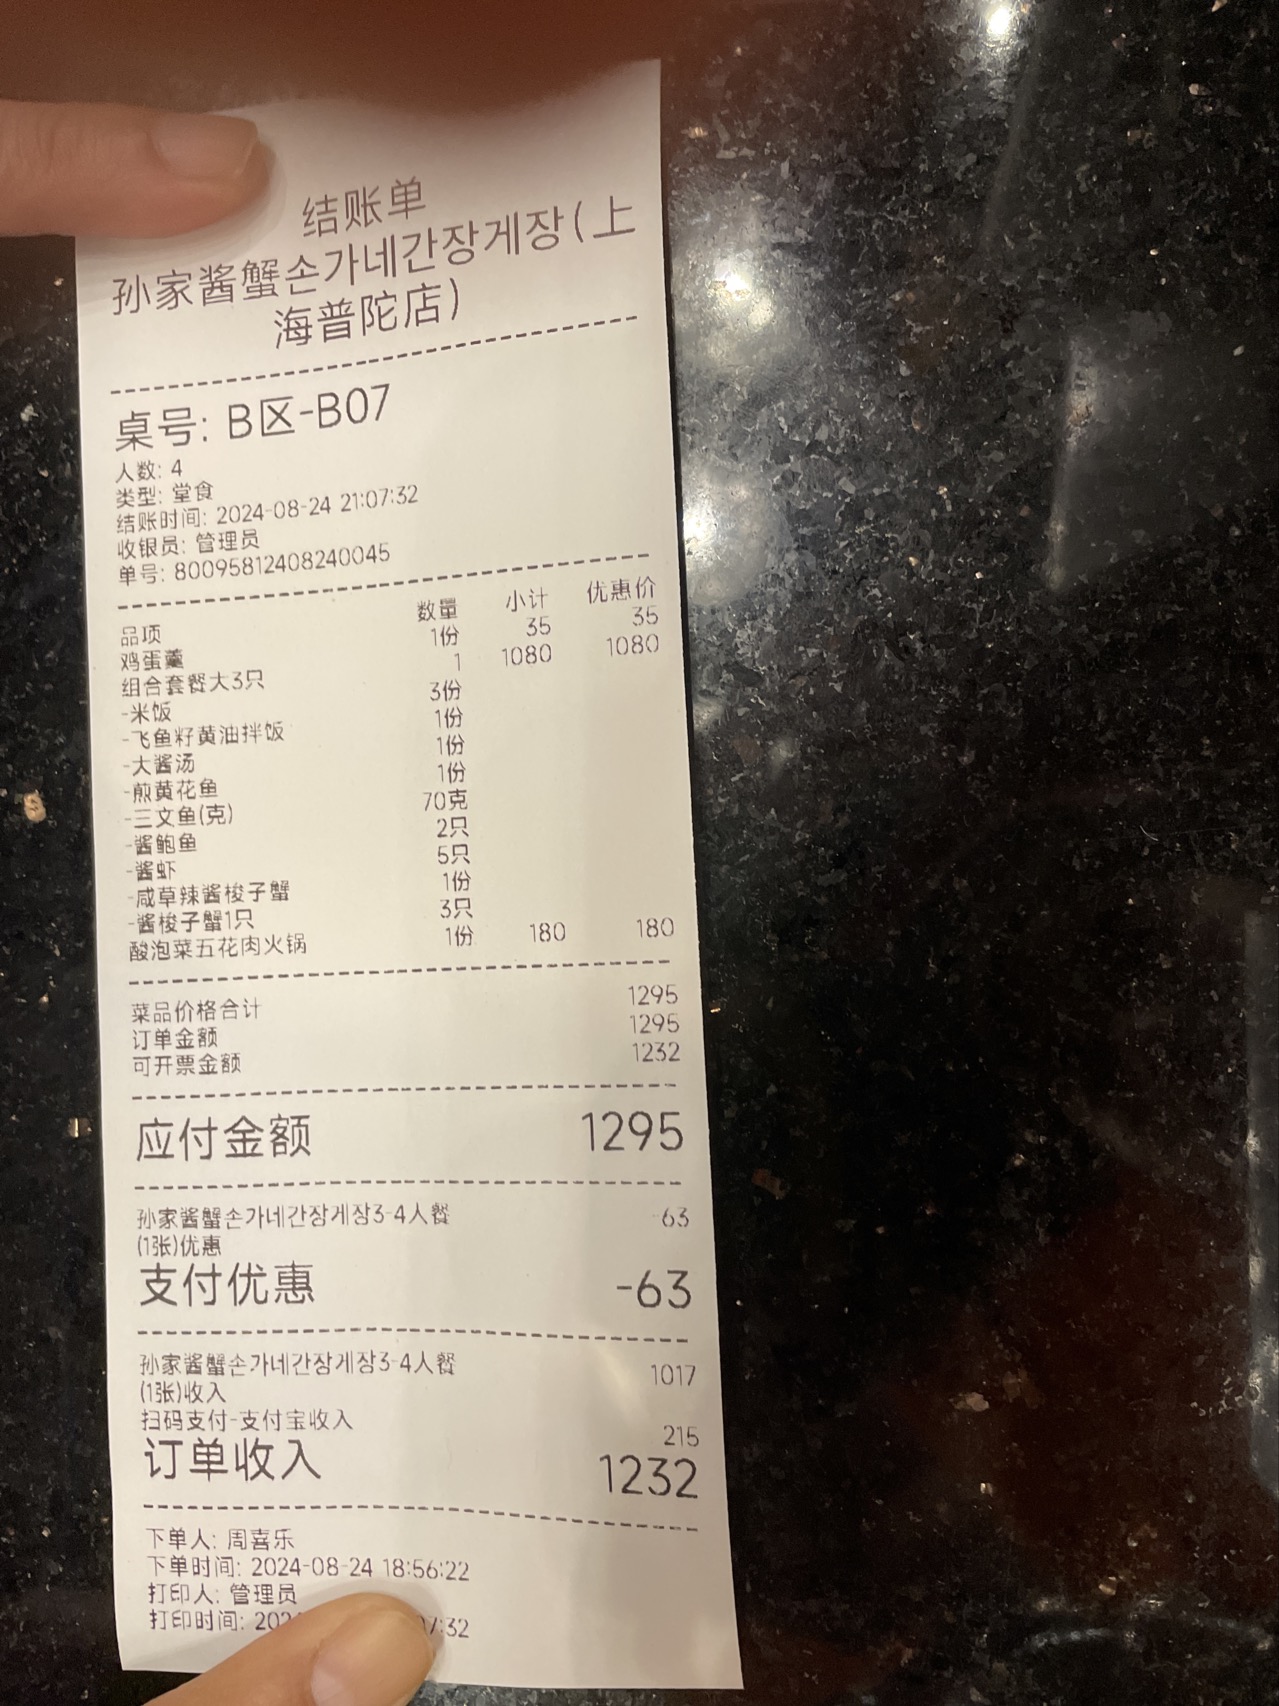 结账单
孙家酱蟹손가네간장게장(上
海普陀店)
桌号: B区-B07
人数: 4
类型: 堂食
结账时间: 2024-08-24 21:07:32
收银员: 管理员
单号: 80095812408240045
品项 数量 小计 优惠价
鸡蛋羹 1份 35 35
组合套餐大3只 1 1080 1080
-米饭 3份
-飞鱼籽黄油拌饭 1份
-大酱汤 1份
-煎黄花鱼 1份
-三文鱼(克) 70克
-酱鲍鱼 2只
-酱虾 5只
-咸草辣酱梭子蟹 1份
-酱梭子蟹1只 3只
酸泡菜五花肉火锅 1份 180 180
菜品价格合计 1295
订单金额 1295
可开票金额 1232
应付金额 1295
孙家酱蟹손가네간장게장3-4人餐 -63
(1张)优惠
支付优惠 -63
孙家酱蟹손가네간장게장3-4人餐 1017
(1张)收入
扫码支付-支付宝收入 215
订单收入 1232
下单人: 周喜乐
下单时间: 2024-08-24 18:56:22
打印人: 管理员
打印时间: 202 07:32